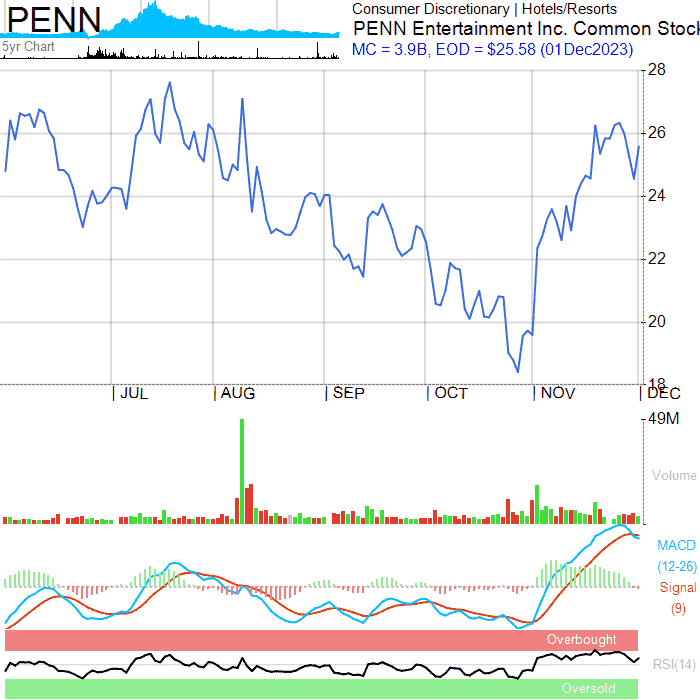 PENN
5yr Chart
Consumer Discretionary | Hotels/Resorts
PENN Entertainment Inc. Common Stoc
MC = 3.9B, EOD = $25.58 (01Dec2023)
28
26
24
22
20
18
JUL
AUG
SEP
OCT
NOV
DEC
49M
Volume
MACD
(12-26)
Signal
(9)
Overbought
RSI(14)
Oversold